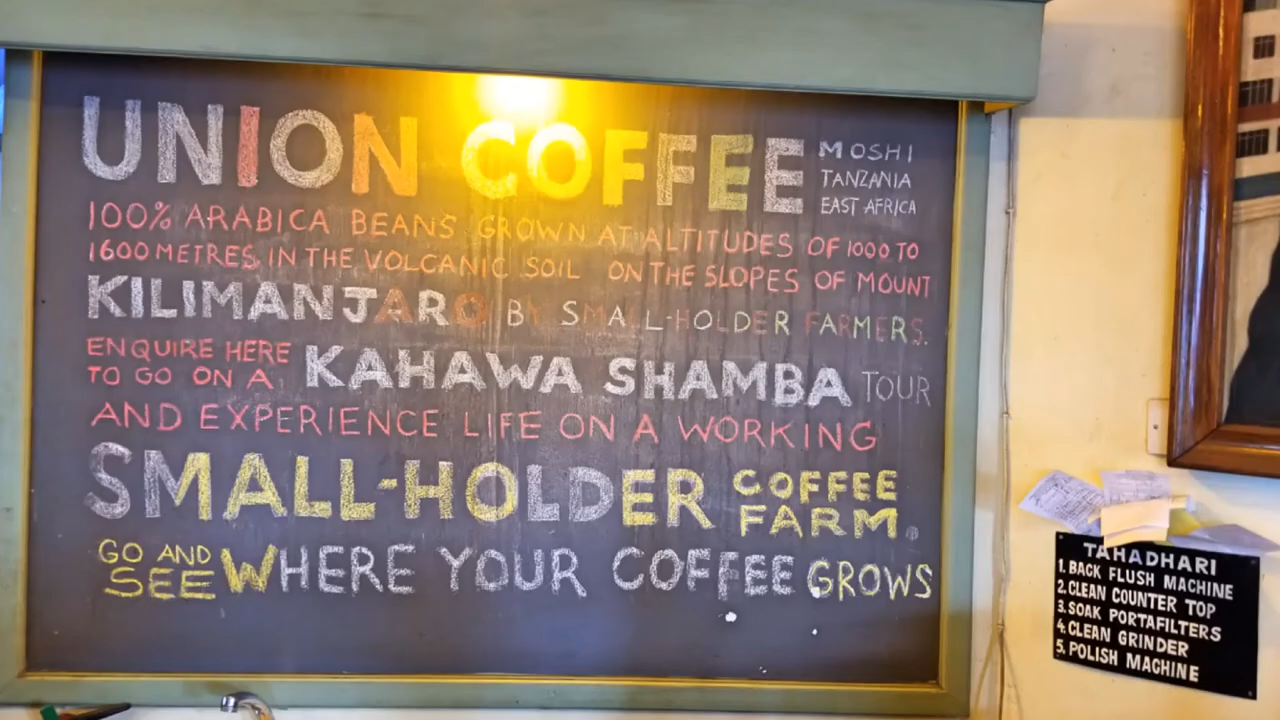 UNION COFFEE
MOSHI
TANZANIA
EAST AFRICA
100% ARABICA BEANS GROWN AT ALTITUDES OF 1000 TO
1600 METRES IN THE VOLCANIC SOIL ON THE SLOPES OF MOUNT
KILIMANJARO BY SMALL-HOLDER FARMERS.
ENQUIRE HERE
TO GO ON A
KAHAWA SHAMBA TOUR
AND EXPERIENCE LIFE ON A WORKING
SMALL-HOLDER
COFFEE
FARM.
GO AND
SEE
WHERE YOUR COFFEE GROWS
TAHADHARI
1. BACK FLUSH MACHINE
2. CLEAN COUNTER TOP
3. SOAK PORTAFILTERS
4. CLEAN GRINDER
5. POLISH MACHINE